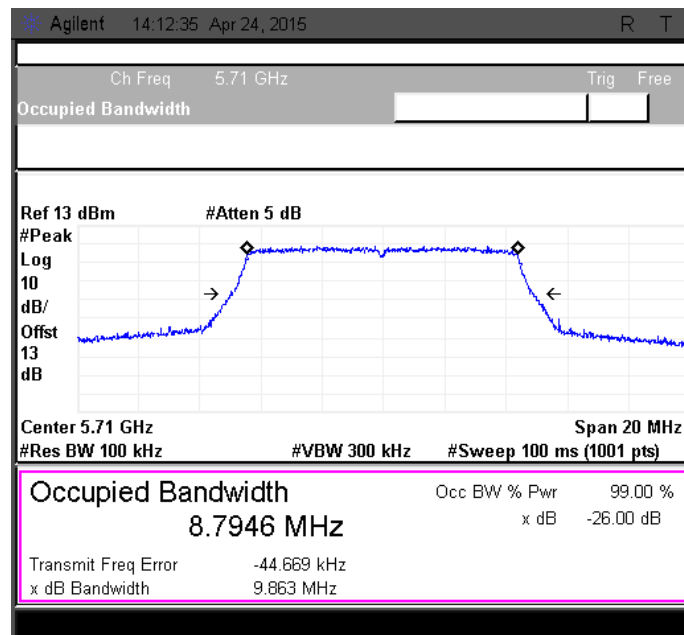 Agilent 14:12:35 Apr 24, 2015 R T
Ch Freq 5.71 GHz Trig Free
Occupied Bandwidth
Ref 13 dBm #Atten 5 dB
#Peak
Log
10
dB/
Offst
13
dB
Center 5.71 GHz Span 20 MHz
#Res BW 100 kHz #VBW 300 kHz #Sweep 100 ms (1001 pts)
Occupied Bandwidth Occ BW % Pwr 99.00 %
8.7946 MHz x dB -26.00 dB
Transmit Freq Error -44.669 kHz
x dB Bandwidth 9.863 MHz